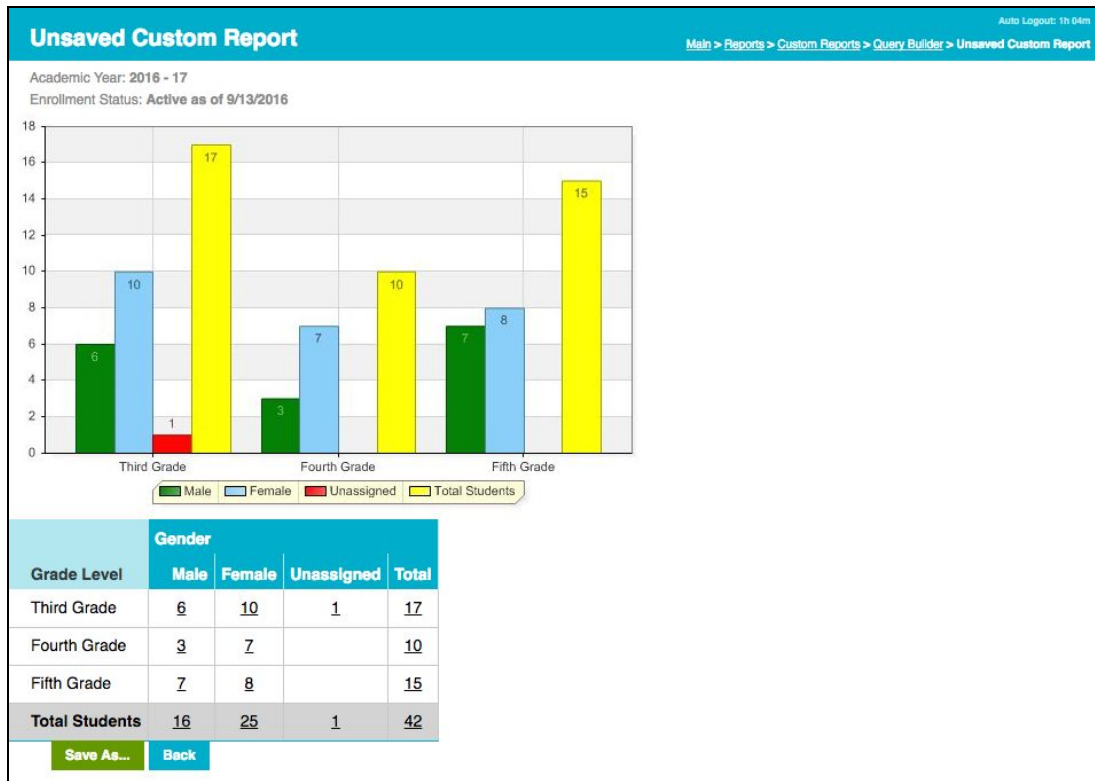 Auto Logout: 1h 04m
Unsaved Custom Report
Main > Reports > Custom Reports > Query Builder > Unsaved Custom Report
Academic Year: 2016 - 17
Enrollment Status: Active as of 9/13/2016
18
16
14
12
10
8
6
4
2
0
6
10
1
17
3
7
10
7
8
15
Third Grade Fourth Grade Fifth Grade
Male Female Unassigned Total Students
Gender
Grade Level Male Female Unassigned Total
Third Grade 6 10 1 17
Fourth Grade 3 7 10
Fifth Grade 7 8 15
Total Students 16 25 1 42
Save As... Back